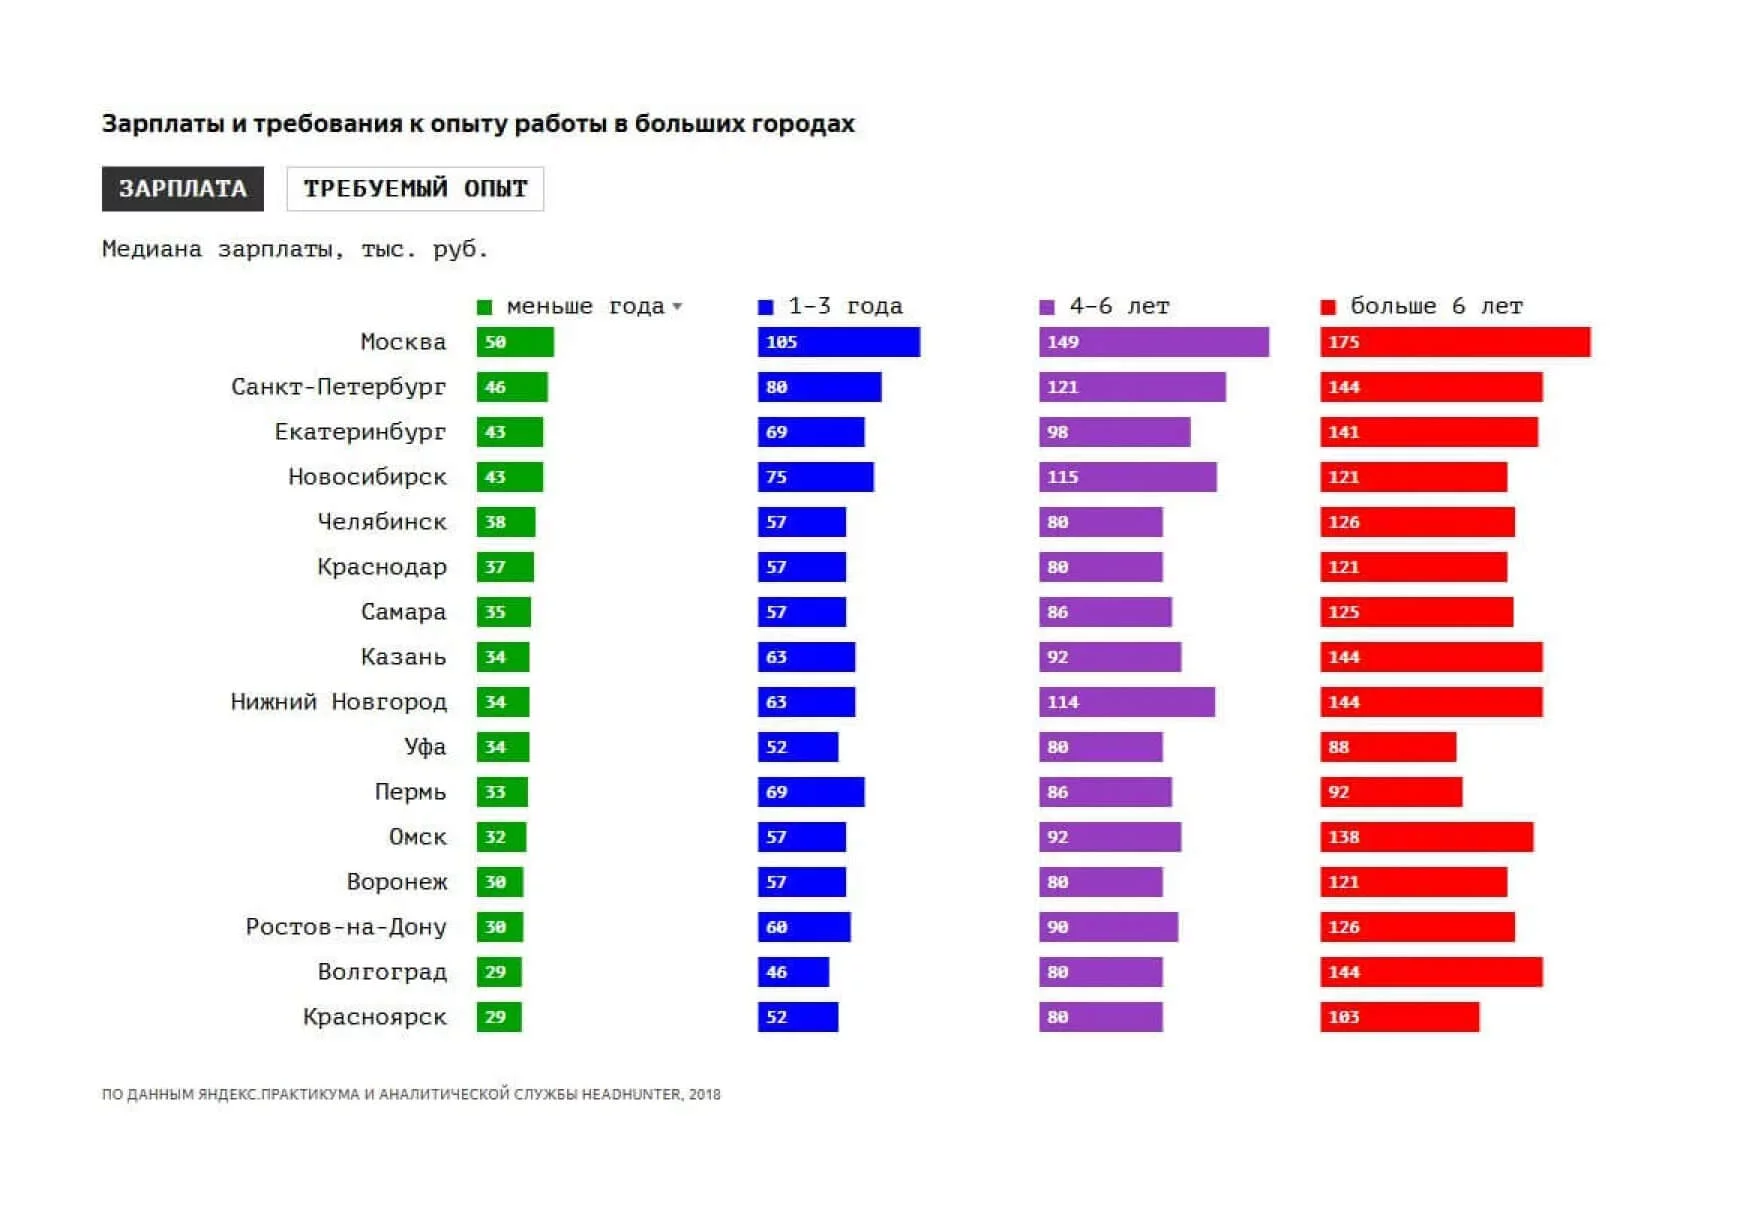 Зарплаты и требования к опыту работы в больших городах
ЗАРПЛАТА ТРЕБУЕМЫЙ ОПЫТ
Медиана зарплаты, тыс. руб.
меньше года 1–3 года 4–6 лет больше 6 лет
Москва 50 105 149 175
Санкт-Петербург 46 80 121 144
Екатеринбург 43 69 98 141
Новосибирск 43 75 115 121
Челябинск 38 57 80 126
Краснодар 37 57 80 121
Самара 35 57 86 125
Казань 34 63 92 144
Нижний Новгород 34 63 114 144
Уфа 34 52 80 88
Пермь 33 69 86 92
Омск 32 57 92 138
Воронеж 30 57 80 121
Ростов-на-Дону 30 60 90 126
Волгоград 29 46 80 144
Красноярск 29 52 80 103
ПО ДАННЫМ ЯНДЕКС.ПРАКТИКУМА И АНАЛИТИЧЕСКОЙ СЛУЖБЫ HEADHUNTER, 2018